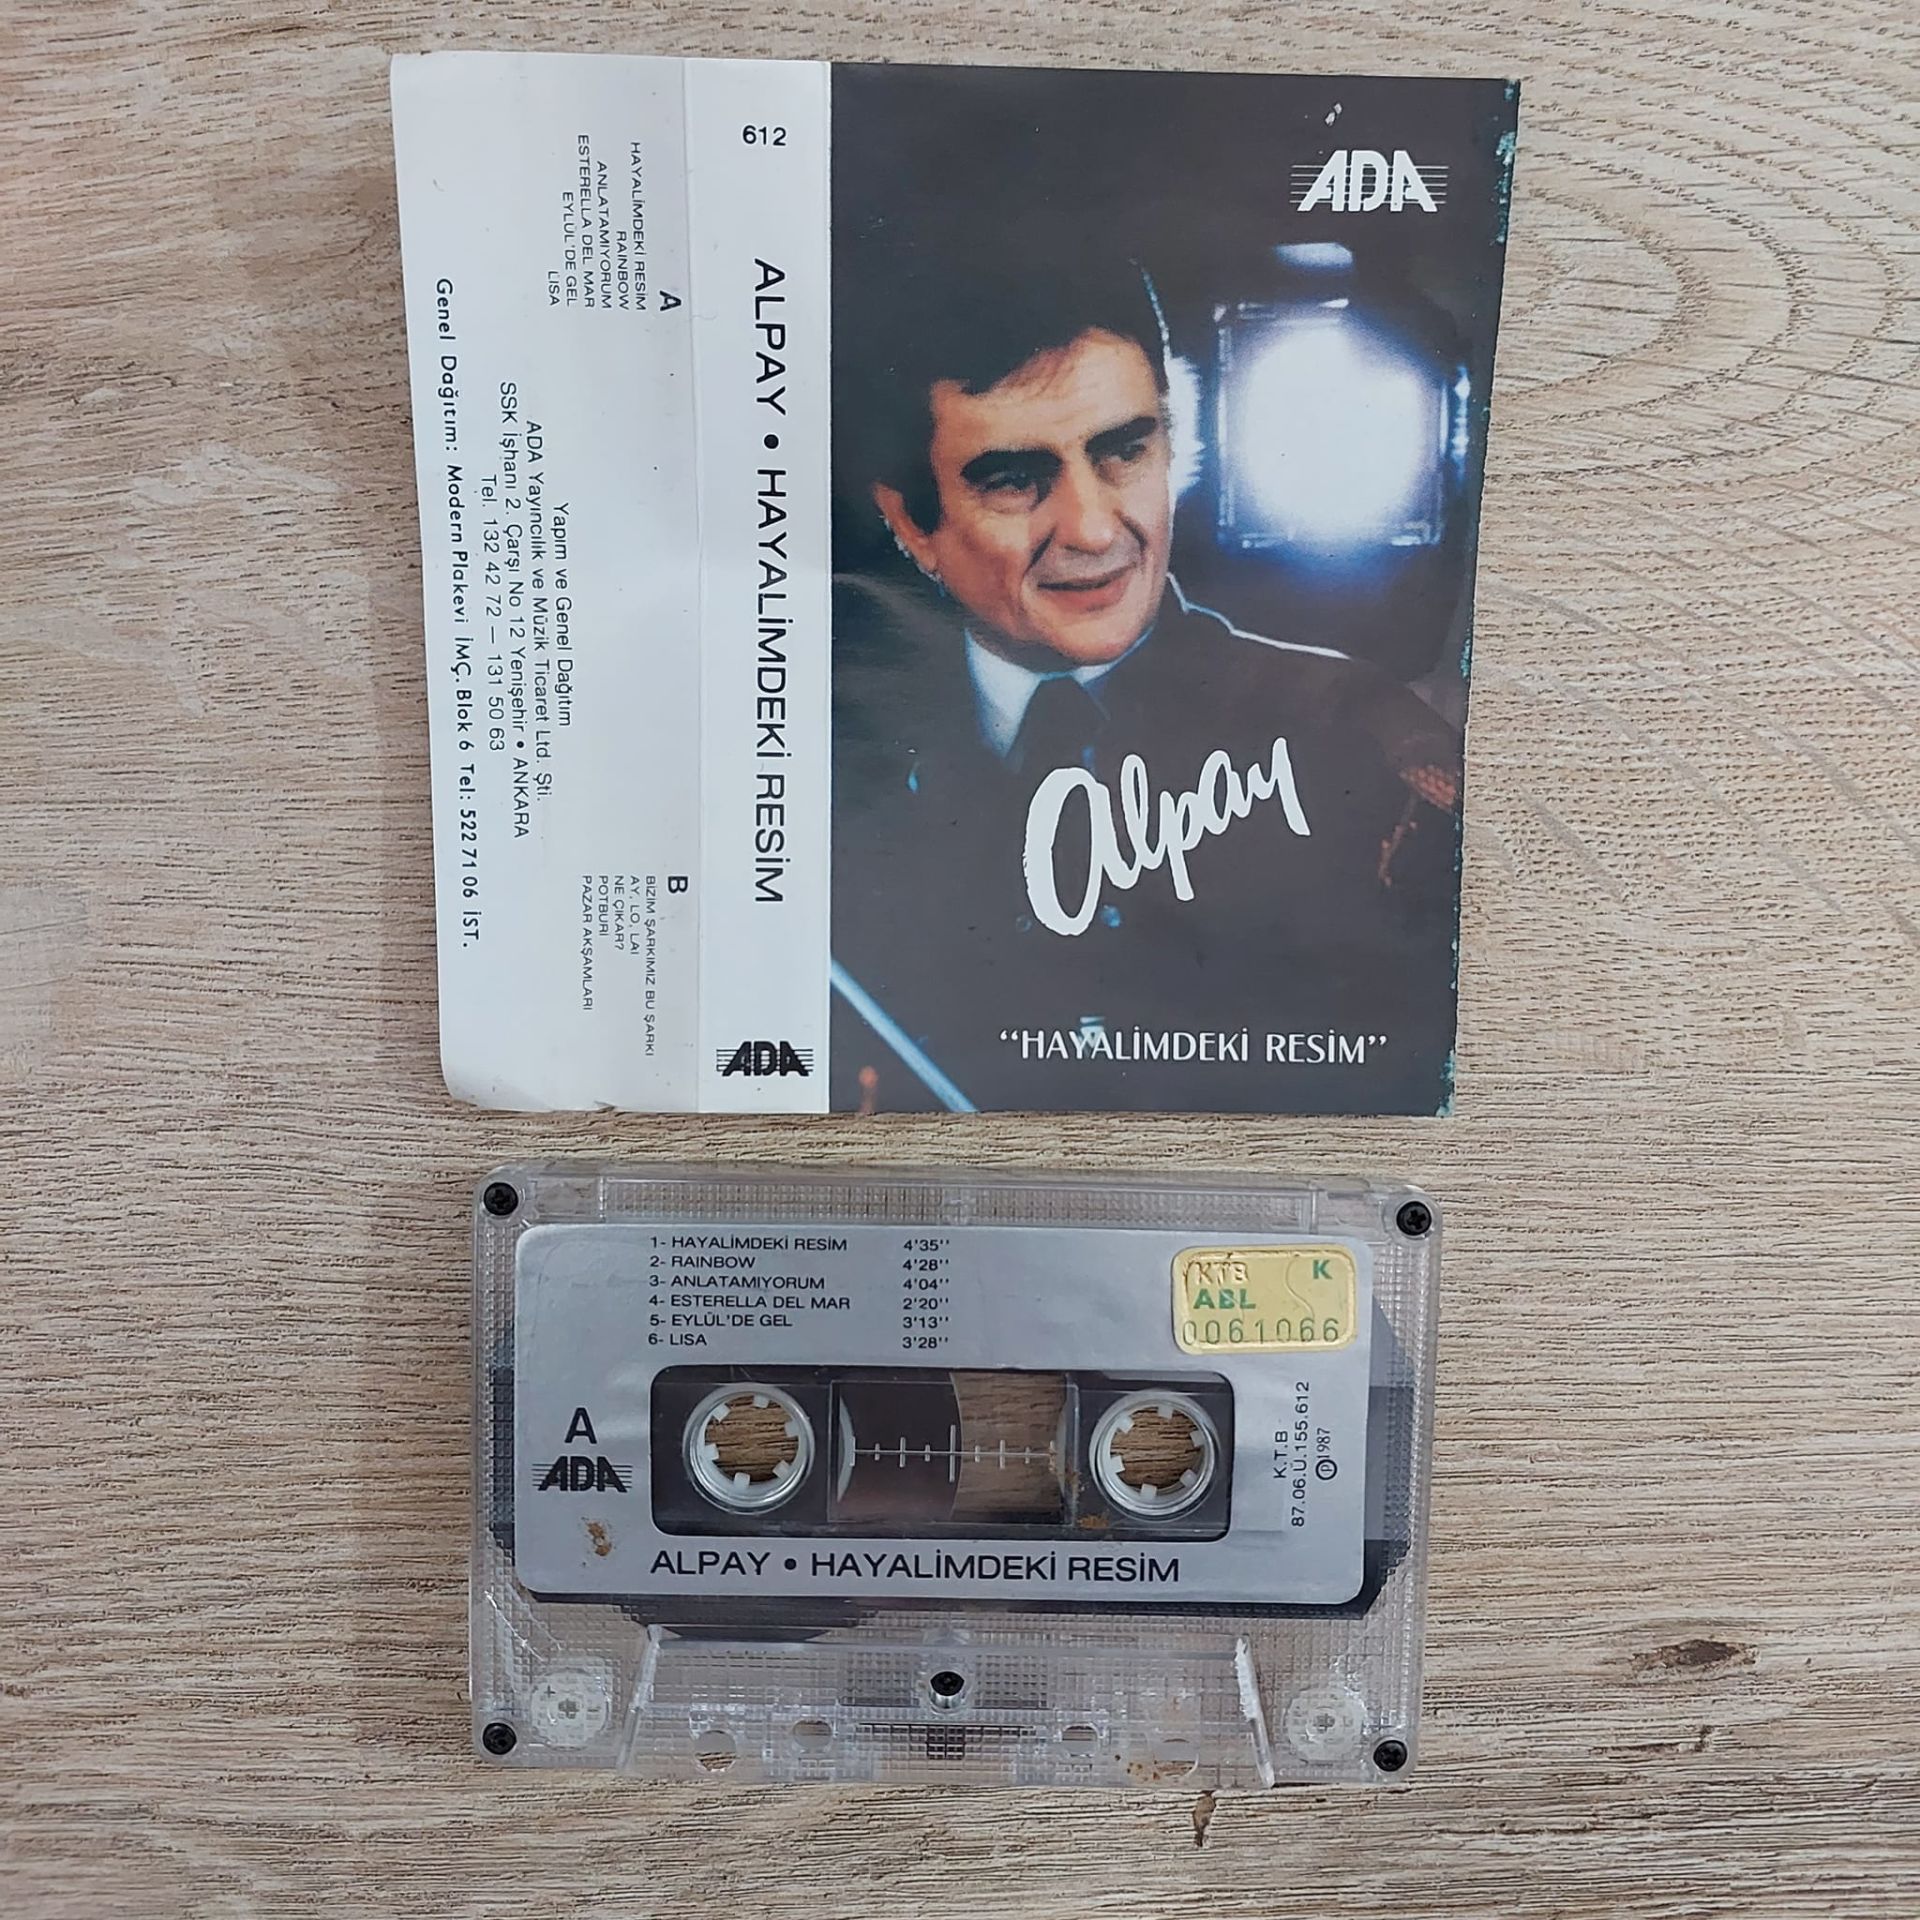 612
ALPAY • HAYALİMDEKİ RESİM
ADA
A
HAYALİMDEKİ RESİM
RAINBOW
ANLATAMIYORUM
ESTERELLA DEL MAR
EYLÜL'DE GEL
LISA
B
BİZİM ŞARKIMIZ BU ŞARKI
AY, LO, LAI
NE ÇIKAR?
POTBURİ
PAZAR AKŞAMLARI
Yapım ve Genel Dağıtım
ADA Yayıncılık ve Müzik Ticaret Ltd. Şti.
SSK İşhanı 2. Çarşı No 12 Yenişehir • ANKARA
Tel. 132 42 72 — 131 50 63
Genel Dağıtım: Modern Plakevi İMÇ. Blok 6 Tel: 522 71 06 İST.
ADA
Alpay
“HAYALİMDEKİ RESİM”
1- HAYALİMDEKİ RESİM 4'35''
2- RAINBOW 4'28''
3- ANLATAMIYORUM 4'04''
4- ESTERELLA DEL MAR 2'20''
5- EYLÜL'DE GEL 3'13''
6- LISA 3'28''
KTB K
ABL
0061066
A
ADA
K.T.B
87.06.Ü.155.612
℗1987
ALPAY • HAYALİMDEKİ RESİM